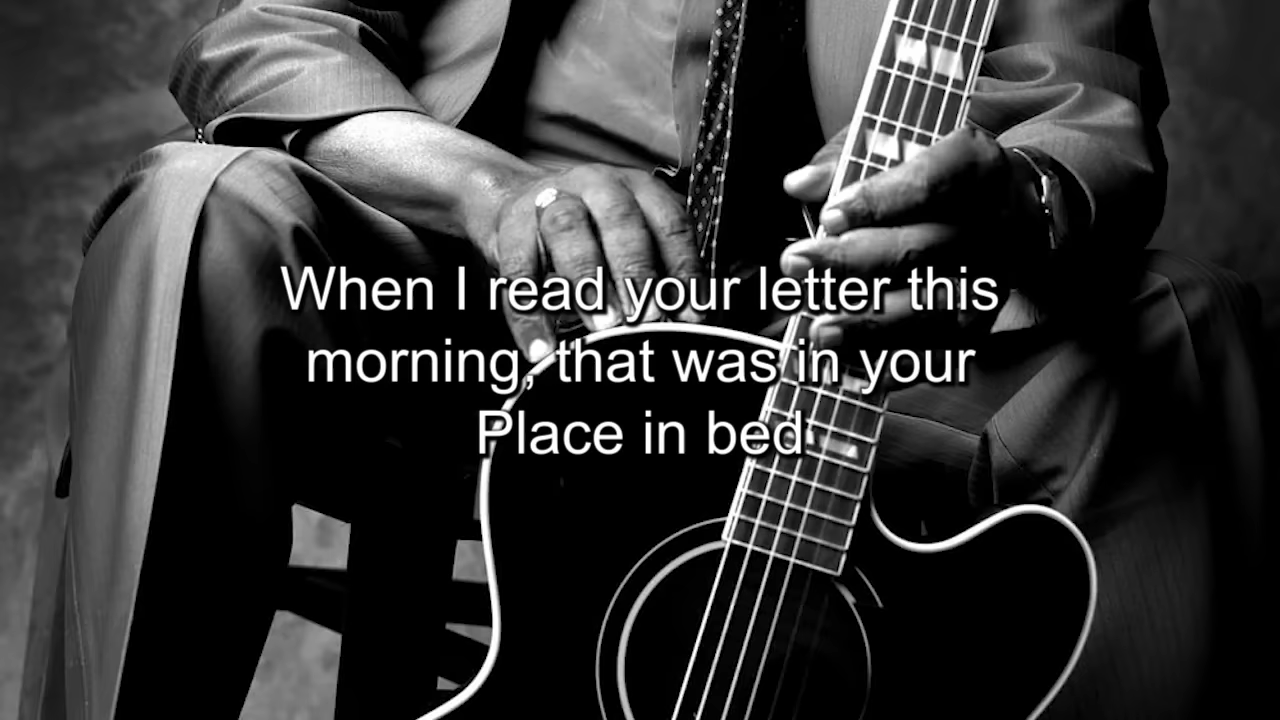 When I read your letter this
morning, that was in your
Place in bed